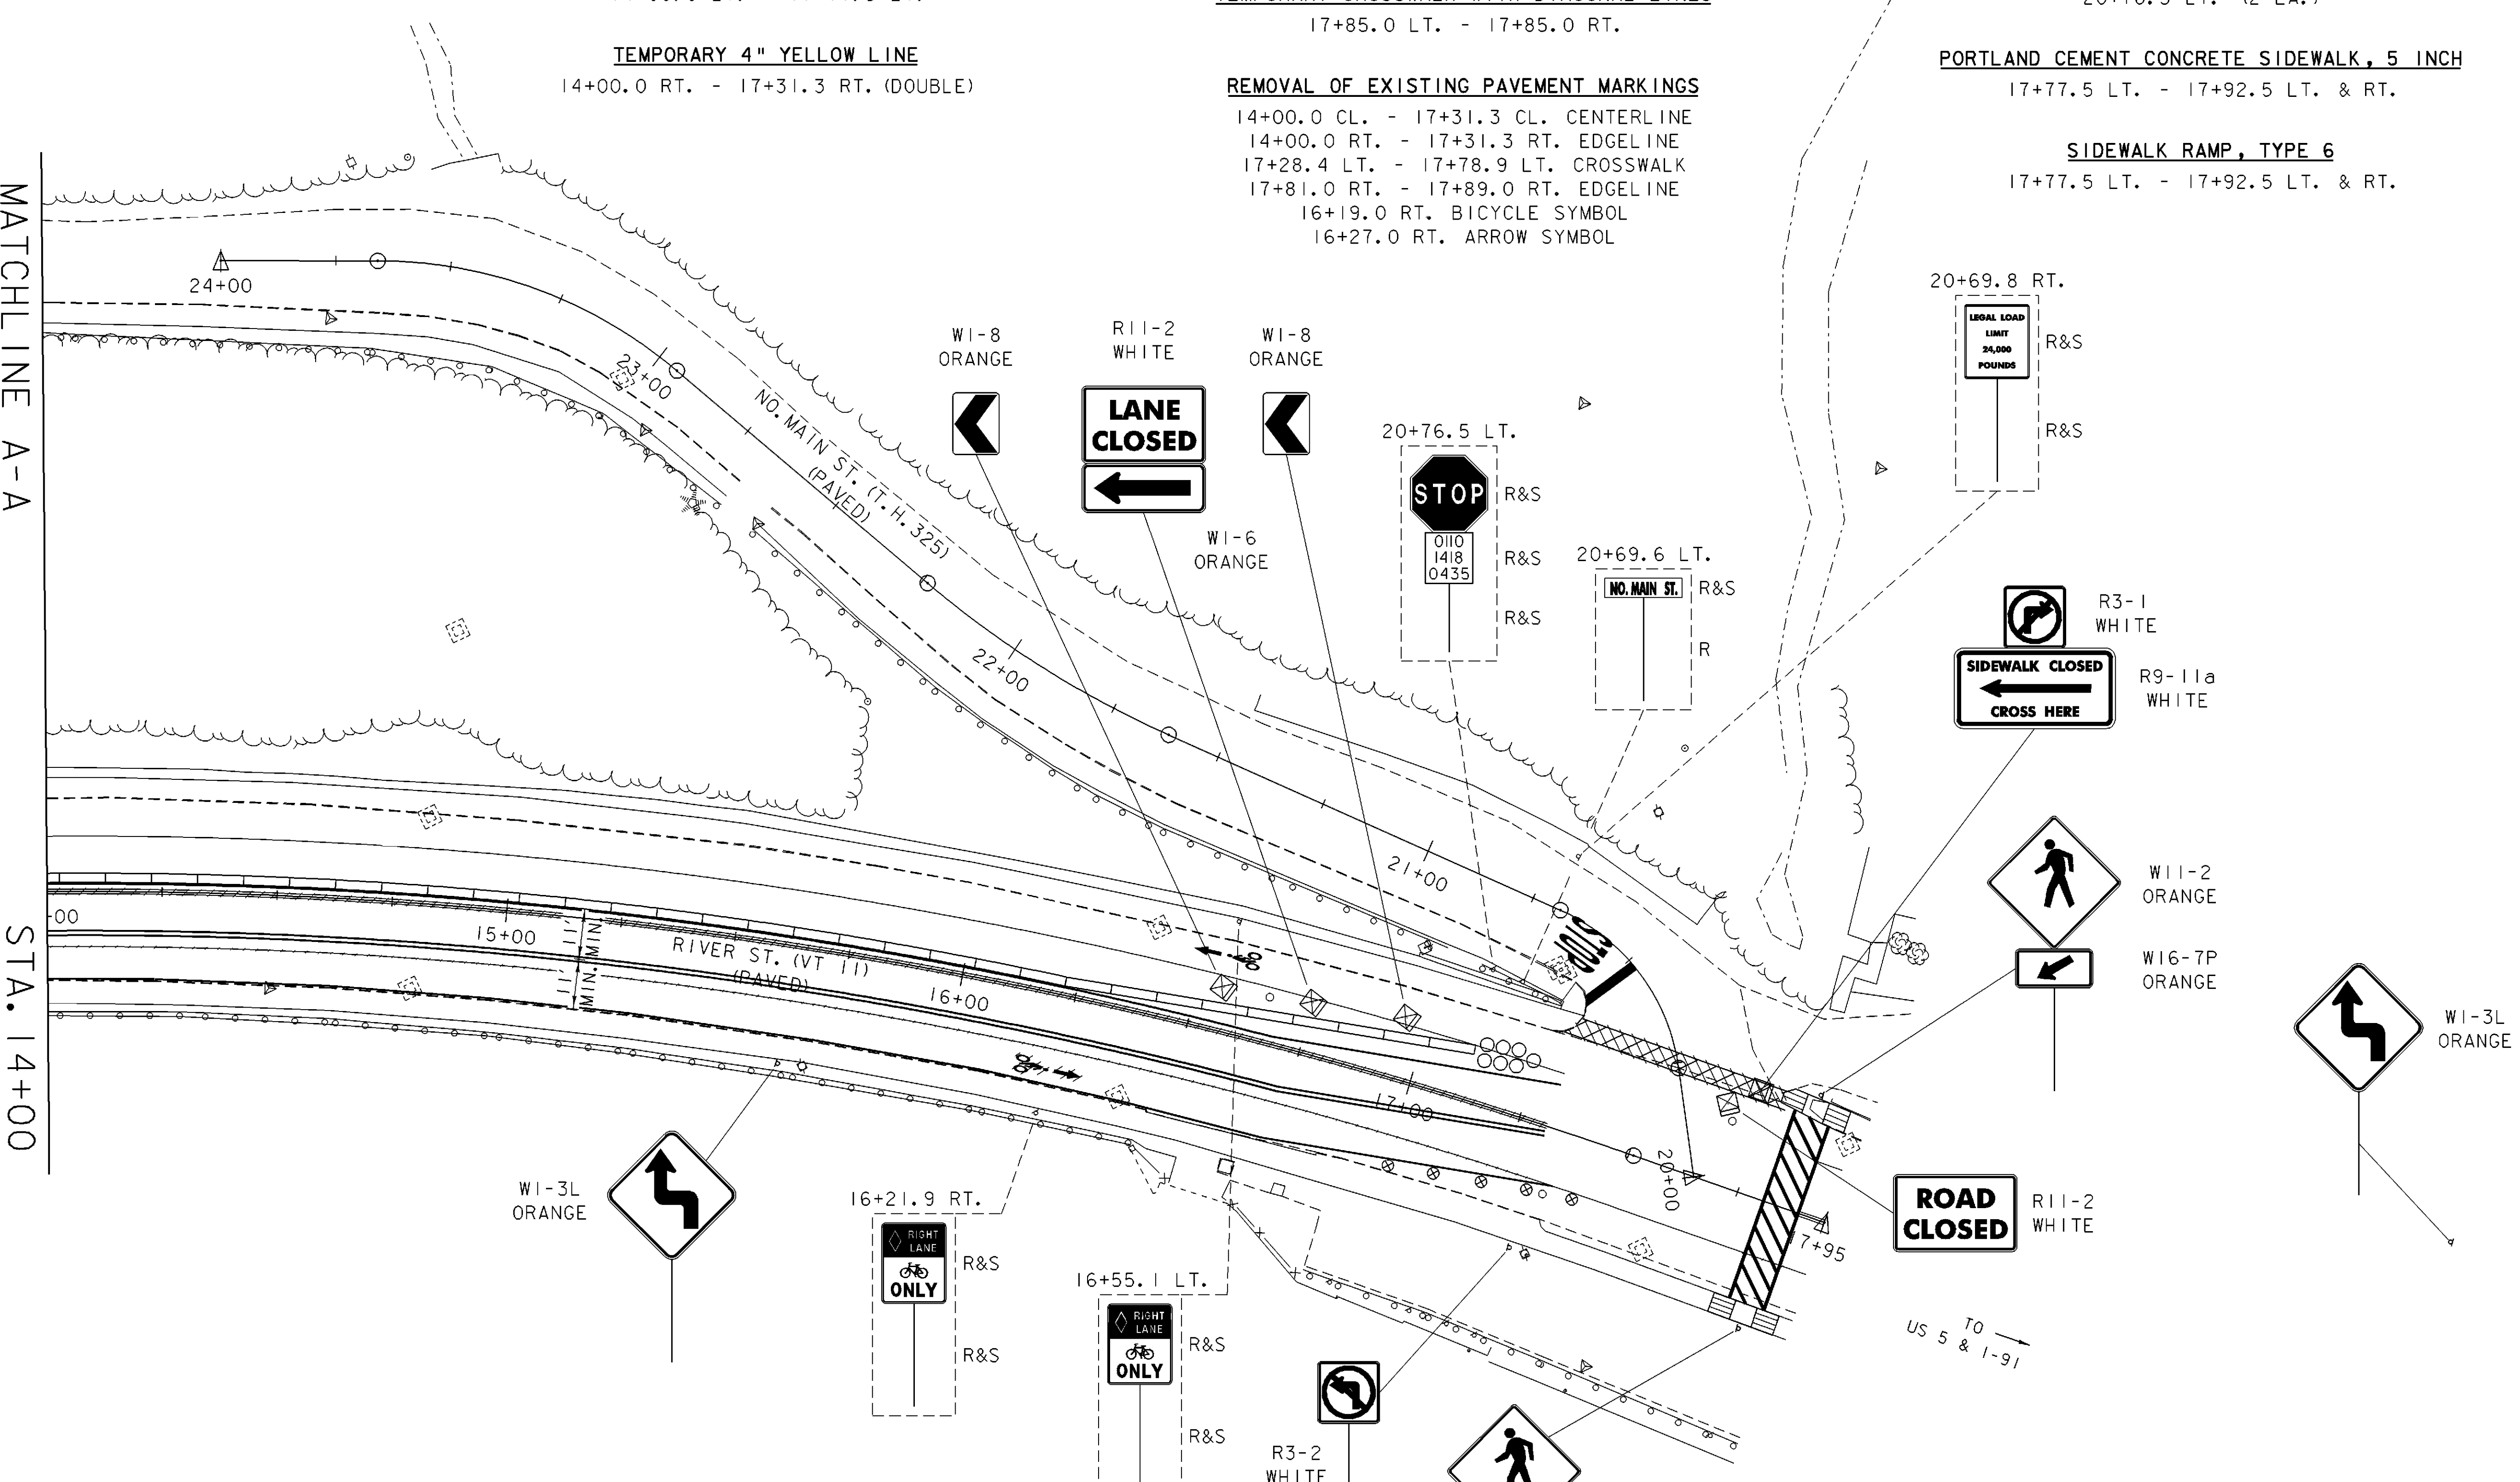 TEMPORARY 4" YELLOW LINE
14+00.0 RT. - 17+31.3 RT. (DOUBLE)
TEMPORARY CROSSWALK WITH DIAGONAL LINES
17+85.0 LT. - 17+85.0 RT.
REMOVAL OF EXISTING PAVEMENT MARKINGS
14+00.0 CL. - 17+31.3 CL. CENTERLINE
14+00.0 RT. - 17+31.3 RT. EDGELINE
17+28.4 LT. - 17+78.9 LT. CROSSWALK
17+81.0 RT. - 17+89.0 RT. EDGELINE
16+19.0 RT. BICYCLE SYMBOL
16+27.0 RT. ARROW SYMBOL
PORTLAND CEMENT CONCRETE SIDEWALK, 5 INCH
17+77.5 LT. - 17+92.5 LT. & RT.
SIDEWALK RAMP, TYPE 6
17+77.5 LT. - 17+92.5 LT. & RT.
MATCHLINE A-A
STA. 14+00
24+00
23+00
NO. MAIN ST. (T.H. 325)
(PAVED)
22+00
21+00
W1-8
ORANGE
R11-2
WHITE
W1-8
ORANGE
LANE
CLOSED
W1-6
ORANGE
20+76.5 LT.
STOP
R&S
0110
1418
0435
R&S
R&S
20+69.6 LT.
NO. MAIN ST.
R&S
R
20+69.8 RT.
LEGAL LOAD
LIMIT
24,000
POUNDS
R&S
R&S
R3-1
WHITE
SIDEWALK CLOSED
CROSS HERE
R9-11a
WHITE
W11-2
ORANGE
W16-7P
ORANGE
W1-3L
ORANGE
-00
15+00
11'
11'
MIN.
MIN.
RIVER ST. (VT 11)
(PAVED)
16+00
17+00
STOP
20+00
17+95
ROAD
CLOSED
R11-2
WHITE
TO
US 5 & I-91
W1-3L
ORANGE
16+21.9 RT.
RIGHT
LANE
ONLY
R&S
R&S
16+55.1 LT.
RIGHT
LANE
ONLY
R&S
R&S
R3-2
WHITE